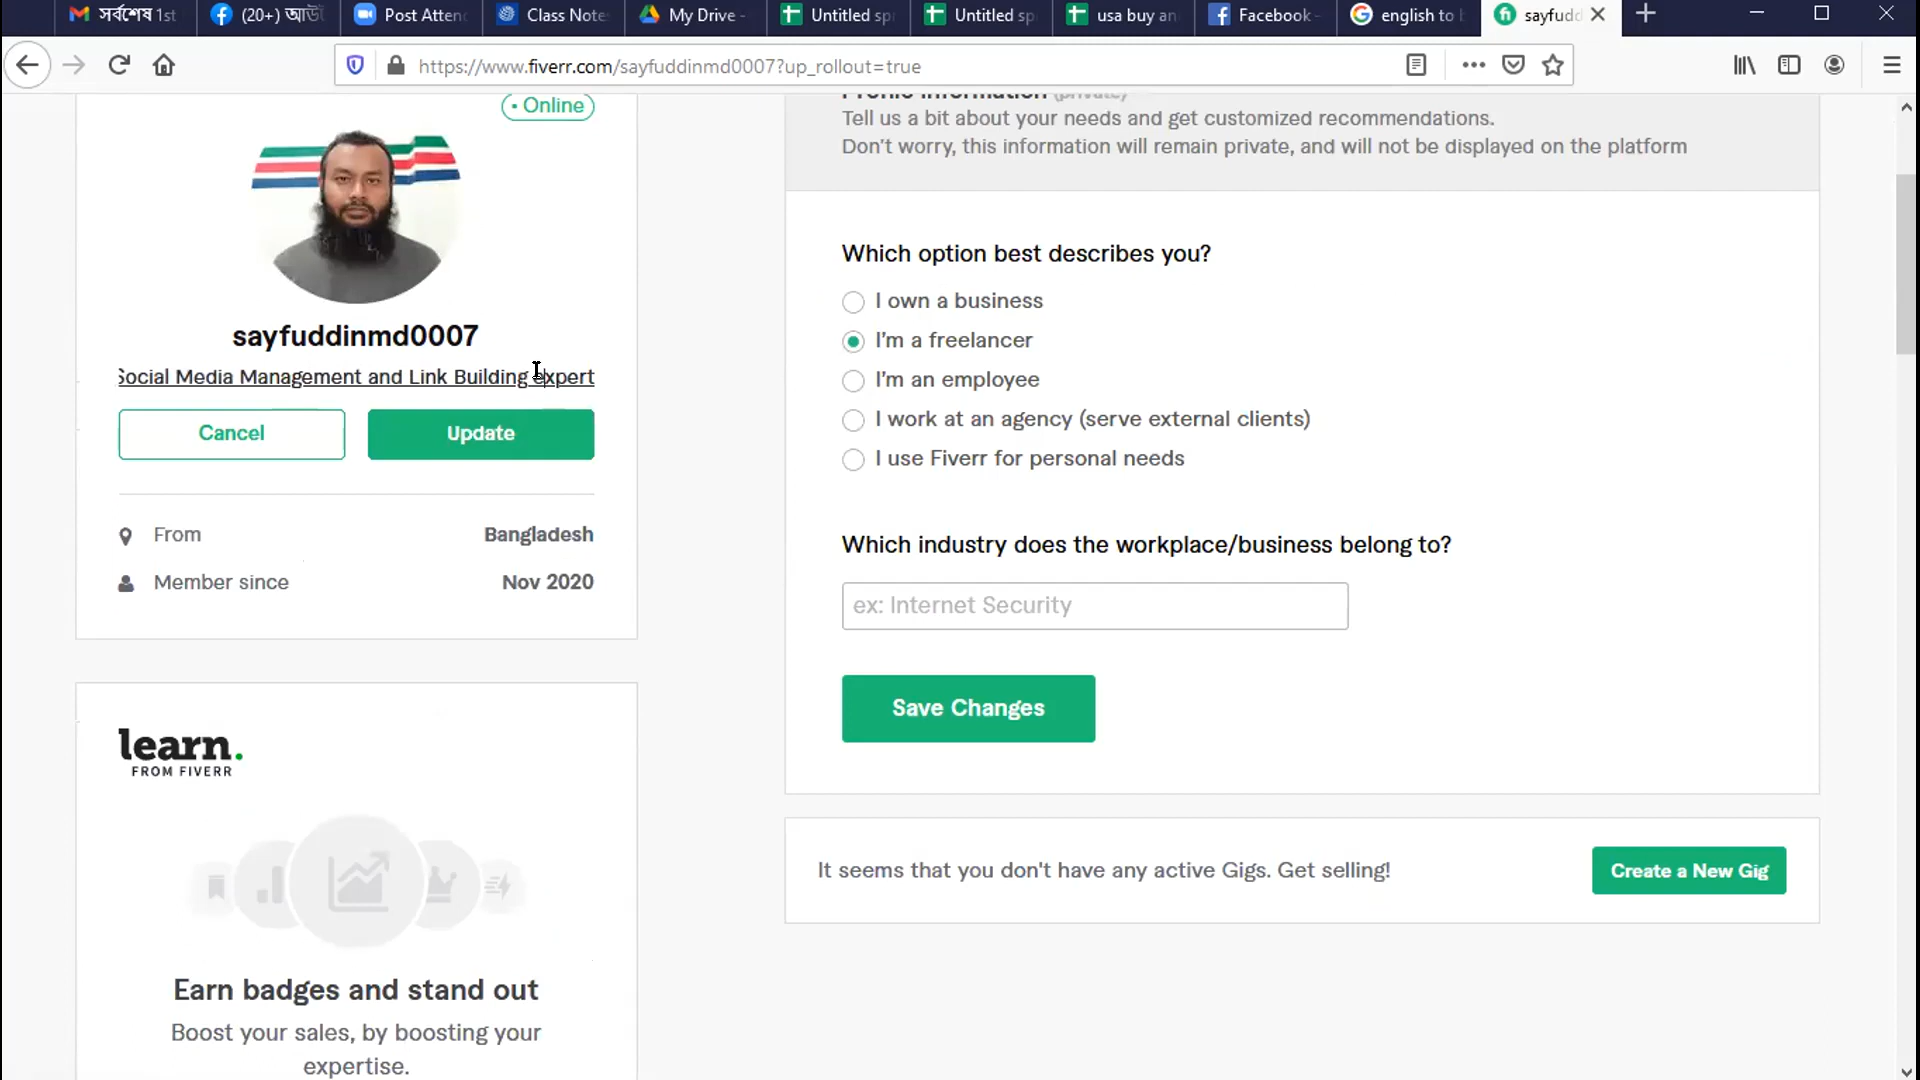 সর্বশেষ 1st
(20+) আউ
Post Atten
Class Note
My Drive -
Untitled sp
Untitled sp
usa buy an
Facebook -
english to b
sayfudd
https://www.fiverr.com/sayfuddinmd0007?up_rollout=true
• Online
sayfuddinmd0007
Social Media Management and Link Building expert
Cancel
Update
From
Bangladesh
Member since
Nov 2020
learn.
FROM FIVERR
Earn badges and stand out
Boost your sales, by boosting your
expertise.
Profile Information (private)
Tell us a bit about your needs and get customized recommendations.
Don't worry, this information will remain private, and will not be displayed on the platform
Which option best describes you?
I own a business
I'm a freelancer
I'm an employee
I work at an agency (serve external clients)
I use Fiverr for personal needs
Which industry does the workplace/business belong to?
ex: Internet Security
Save Changes
It seems that you don't have any active Gigs. Get selling!
Create a New Gig